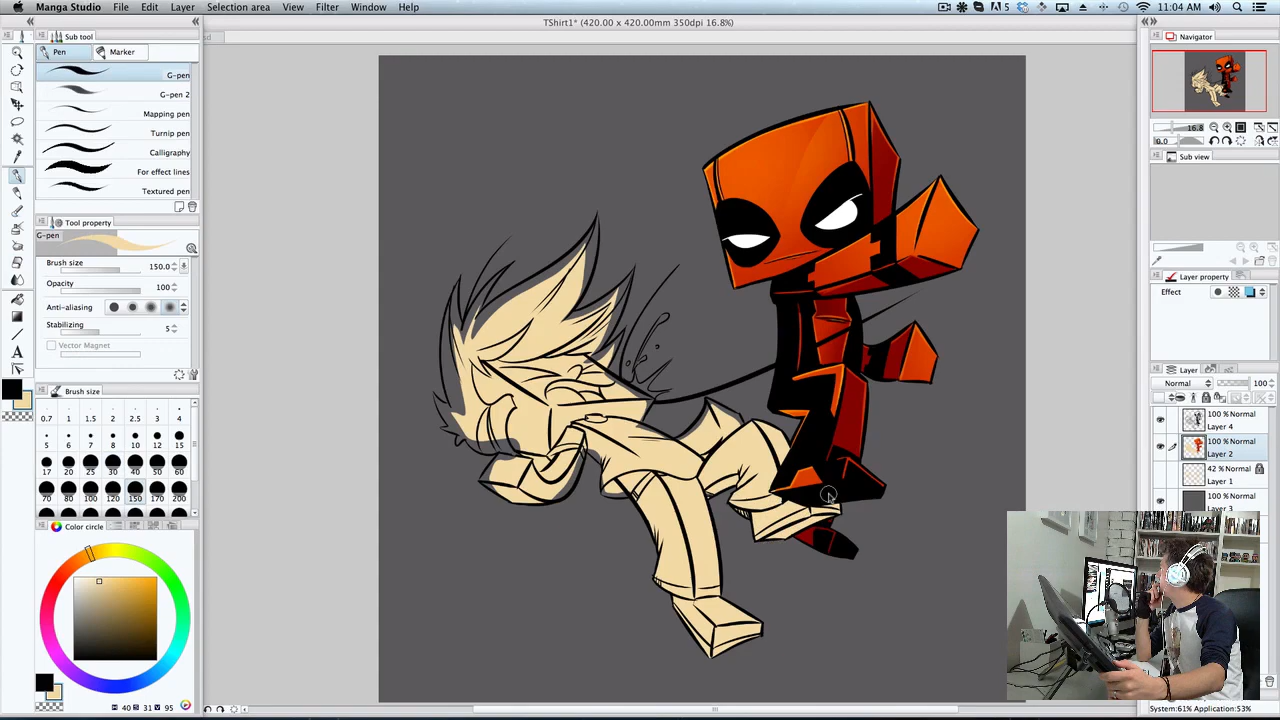 Manga Studio File Edit Layer Selection area View Filter Window Help
A 5 11:04 AM
TShirt1* (420.00 x 420.00mm 350dpi 16.8%)
Sub tool
Pen Marker
G-pen
G-pen 2
Mapping pen
Turnip pen
Calligraphy
For effect lines
Textured pen
Tool property
G-pen
Brush size 150.0
Opacity 100
Anti-aliasing
Stabilizing 5
Vector Magnet
Brush size
0.7 1 1.5 2 2.5 3 4
5 6 7 8 10 12 15
17 20 25 30 40 50 60
70 80 100 120 150 170 200
Color circle
H 40 S 31 V 95
Navigator
16.8
0.0
Sub view
Layer property
Effect
Layer
Normal 100
100 % Normal
Layer 4
100 % Normal
Layer 2
42 % Normal
Layer 1
100 % Normal
Layer 3
System:61% Application:53%